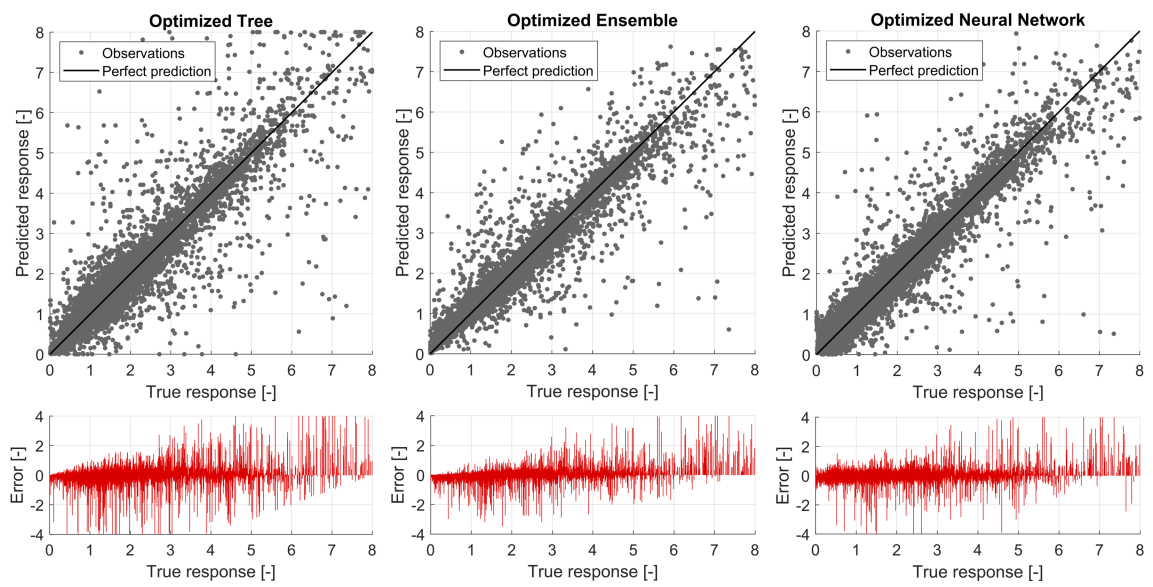 Optimized Tree
Observations
Perfect prediction
Predicted response [-]
8
7
6
5
4
3
2
1
0
0 1 2 3 4 5 6 7 8
True response [-]
Error [-]
4
2
0
-2
-4
0 1 2 3 4 5 6 7 8
True response [-]
Optimized Ensemble
Observations
Perfect prediction
Predicted response [-]
8
7
6
5
4
3
2
1
0
0 1 2 3 4 5 6 7 8
True response [-]
Error [-]
4
2
0
-2
-4
0 1 2 3 4 5 6 7 8
True response [-]
Optimized Neural Network
Observations
Perfect prediction
Predicted response [-]
8
7
6
5
4
3
2
1
0
0 1 2 3 4 5 6 7 8
True response [-]
Error [-]
4
2
0
-2
-4
0 1 2 3 4 5 6 7 8
True response [-]